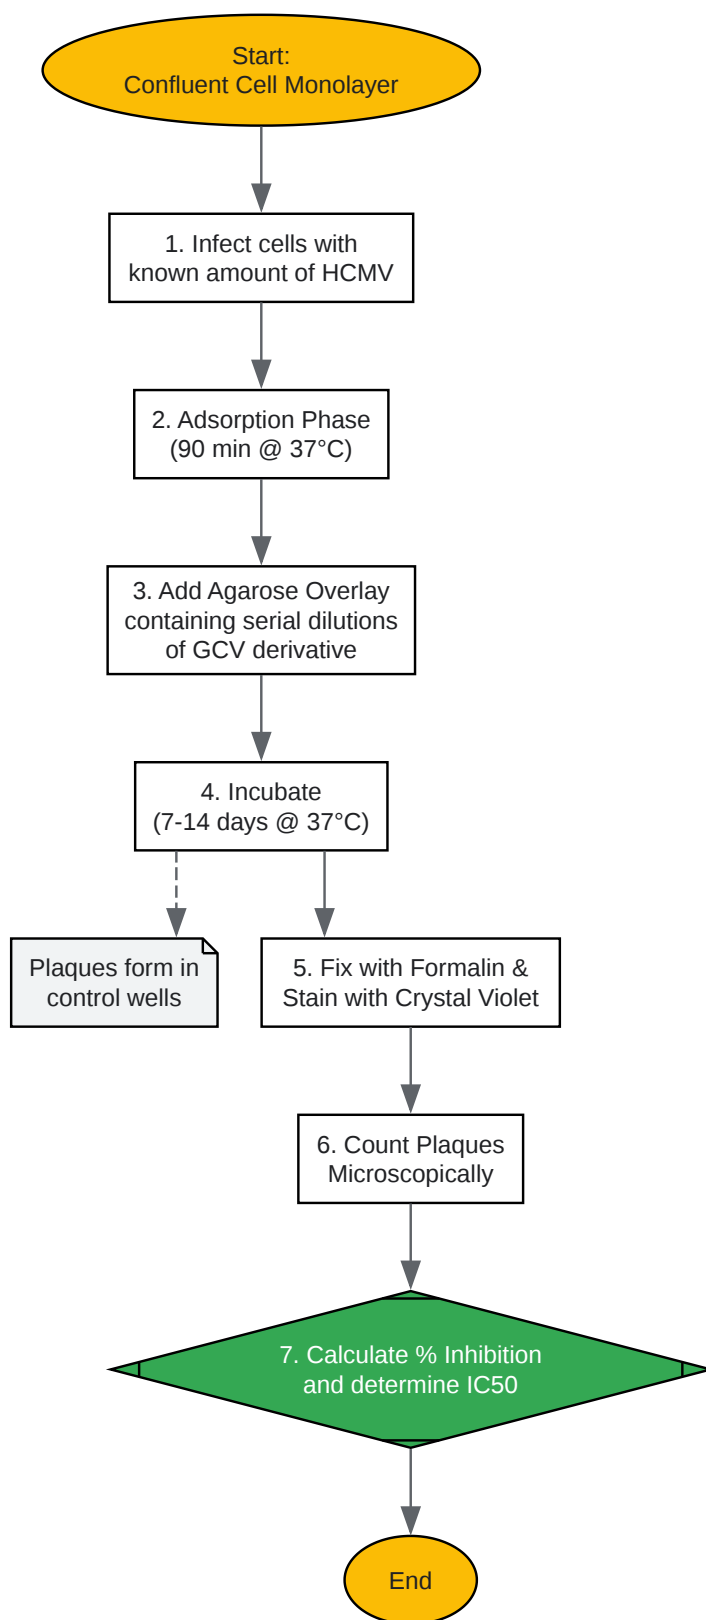 Start:
Confluent Cell Monolayer
1. Infect cells with
known amount of HCMV
2. Adsorption Phase
(90 min @ 37°C)
3. Add Agarose Overlay
containing serial dilutions
of GCV derivative
4. Incubate
(7-14 days @ 37°C)
Plaques form in
control wells
5. Fix with Formalin &
Stain with Crystal Violet
6. Count Plaques
Microscopically
7. Calculate % Inhibition
and determine IC50
End